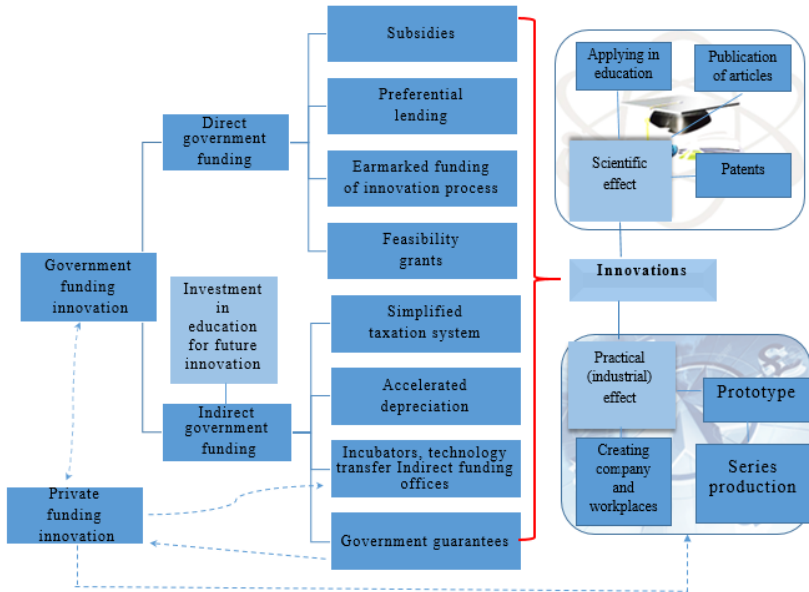 Subsidies
Preferential
lending
Direct
government
funding
Earmarked funding
of innovation process
Feasibility
grants
Government
funding
innovation
Investment
in
education
for future
innovation
Simplified
taxation system
Accelerated
depreciation
Indirect
government
funding
Incubators, technology
transfer Indirect funding
offices
Private
funding
innovation
Government guarantees
Applying in
education
Publication
of articles
Scientific
effect
Patents
Innovations
Practical
(industrial)
effect
Prototype
Creating
company
and
workplaces
Series
production